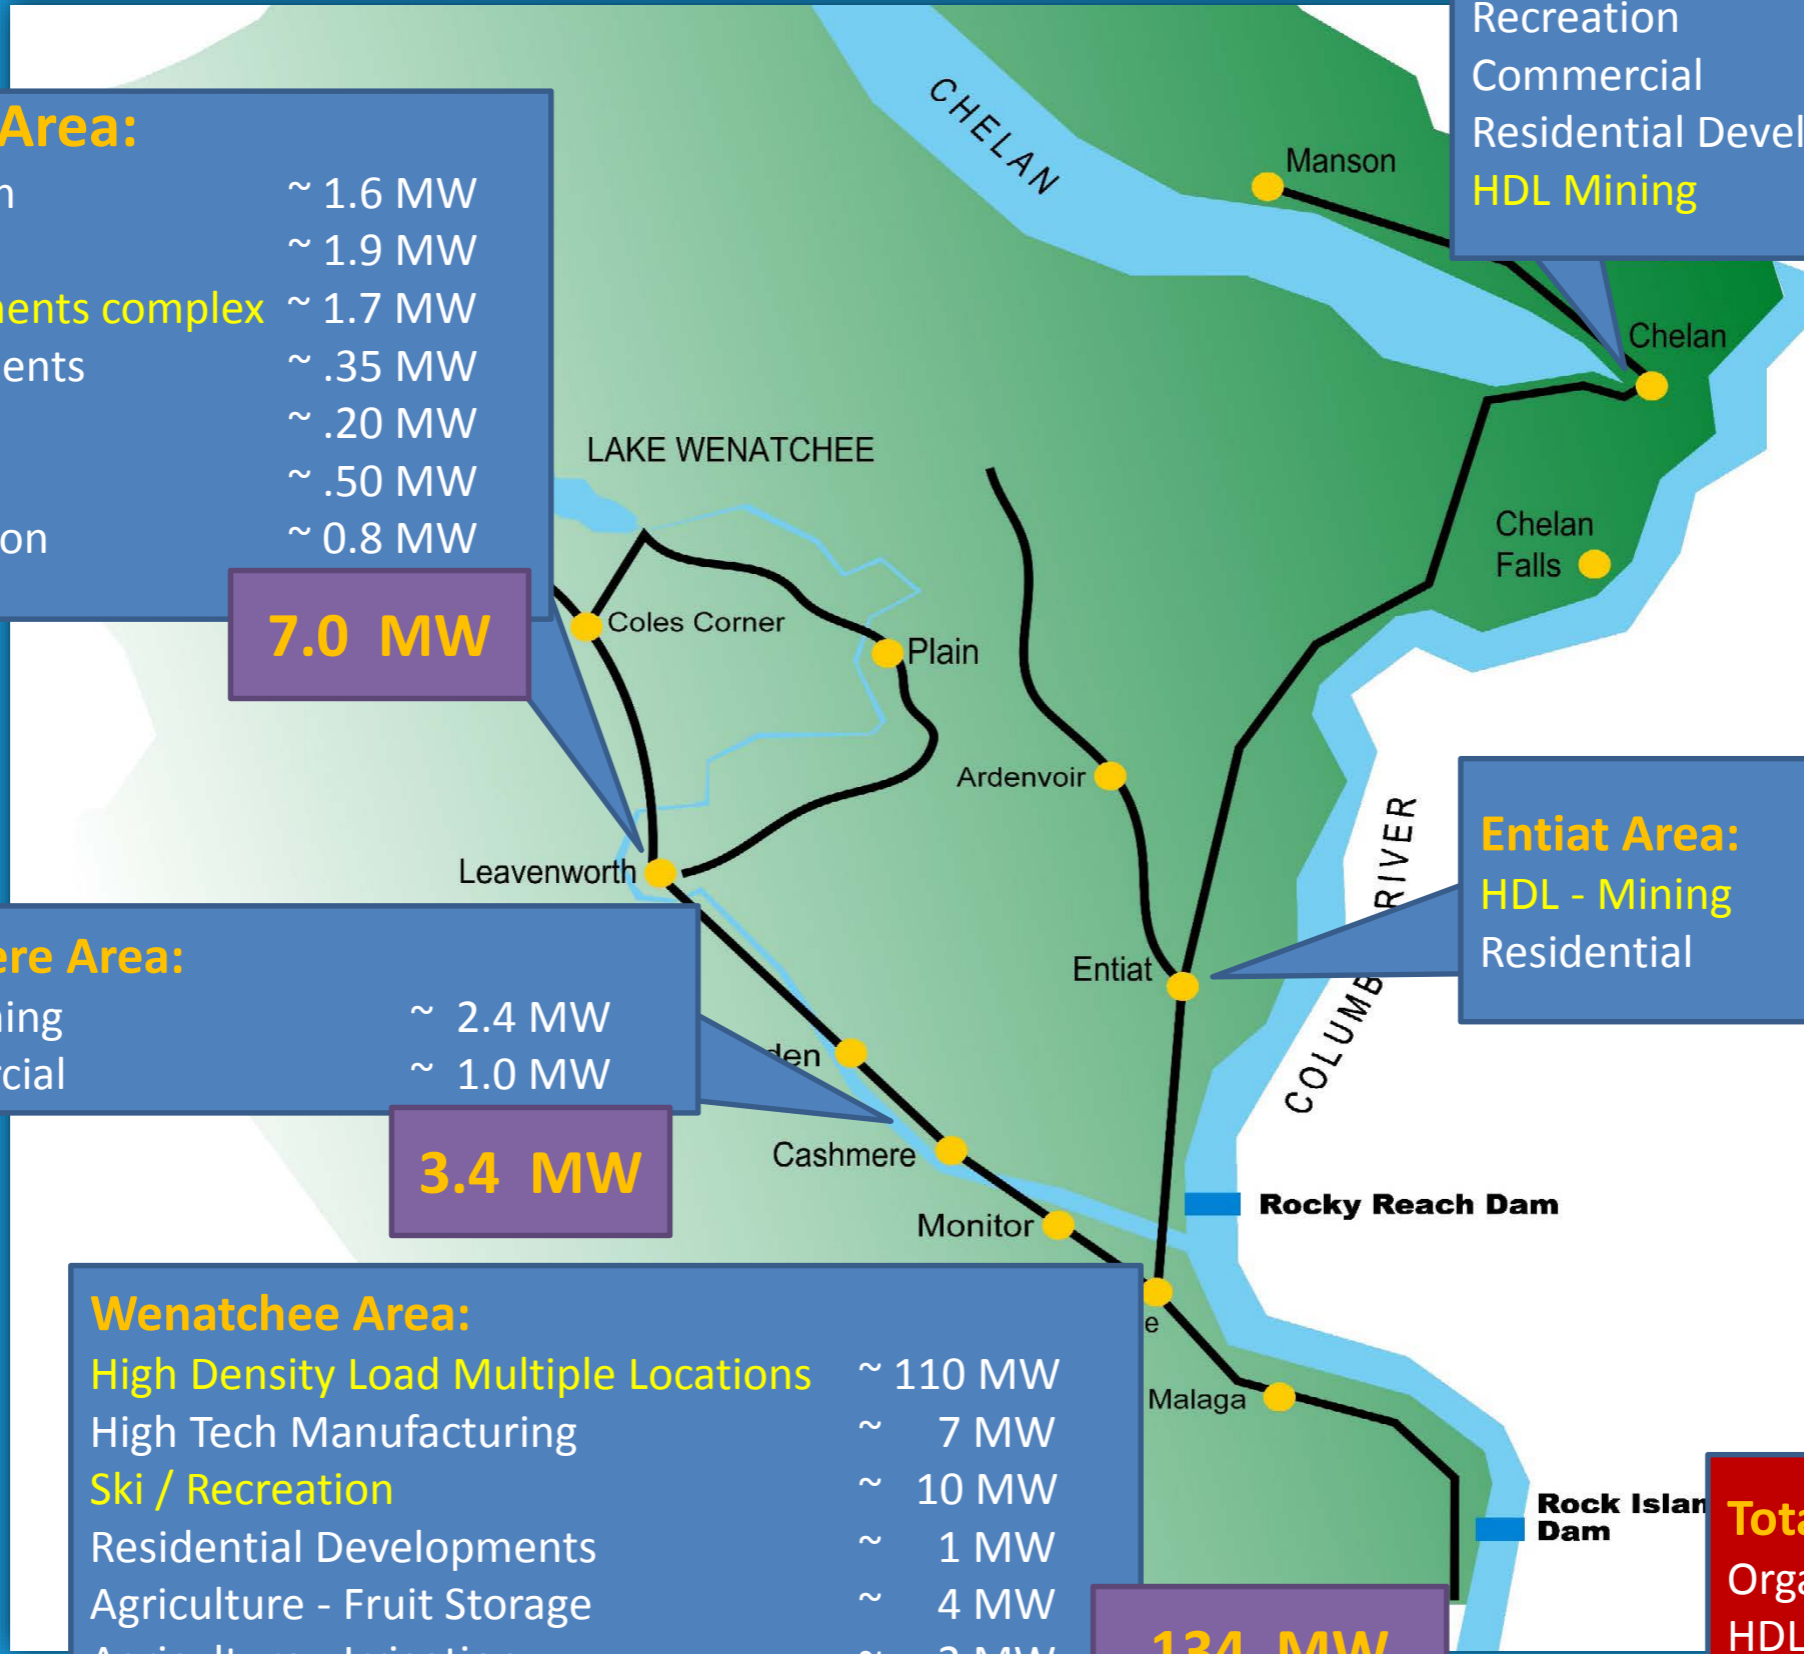 Recreation
Commercial
Residential Devel
HDL Mining
Area:
~ 1.6 MW
~ 1.9 MW
ments complex ~ 1.7 MW
ents ~ .35 MW
~ .20 MW
~ .50 MW
on ~ 0.8 MW
7.0 MW
CHELAN
Manson
Chelan
LAKE WENATCHEE
Chelan
Falls
Coles Corner
Plain
Ardenvoir
Leavenworth
COLUMB RIVER
Entiat Area:
HDL - Mining
Residential
Entiat
ere Area:
ing ~ 2.4 MW
rcial ~ 1.0 MW
3.4 MW
den
Cashmere
Monitor
Rocky Reach Dam
e
Malaga
Rock Islan
Dam
Wenatchee Area:
High Density Load Multiple Locations ~ 110 MW
High Tech Manufacturing ~ 7 MW
Ski / Recreation ~ 10 MW
Residential Developments ~ 1 MW
Agriculture - Fruit Storage ~ 4 MW
134 MW
Tota
Orga
HDL